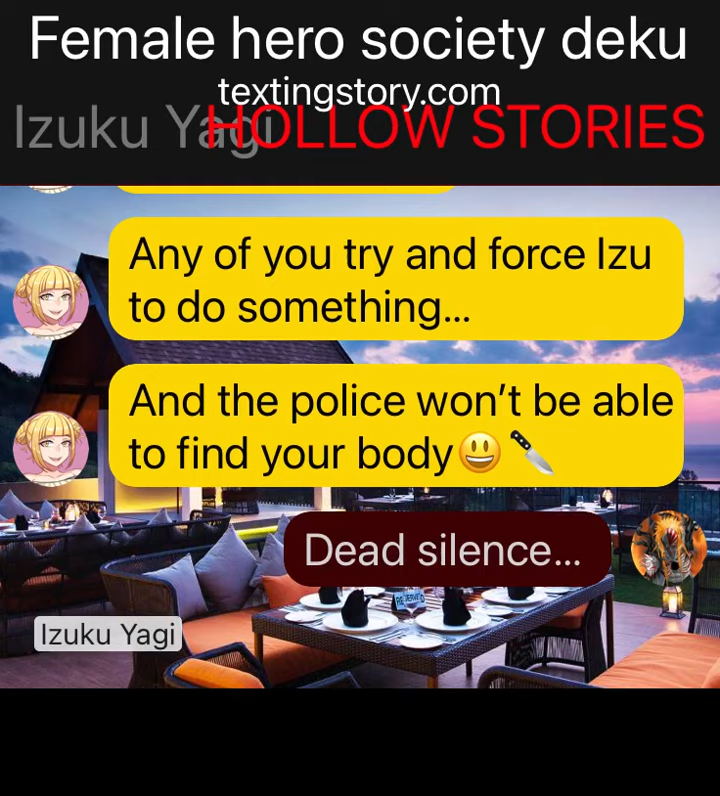 Female hero society deku
textingstory.com
Izuku Yagi
HOLLOW STORIES
Any of you try and force Izu
to do something...
And the police won’t be able
to find your body😃🔪
Dead silence...
RESERVED
Izuku Yagi